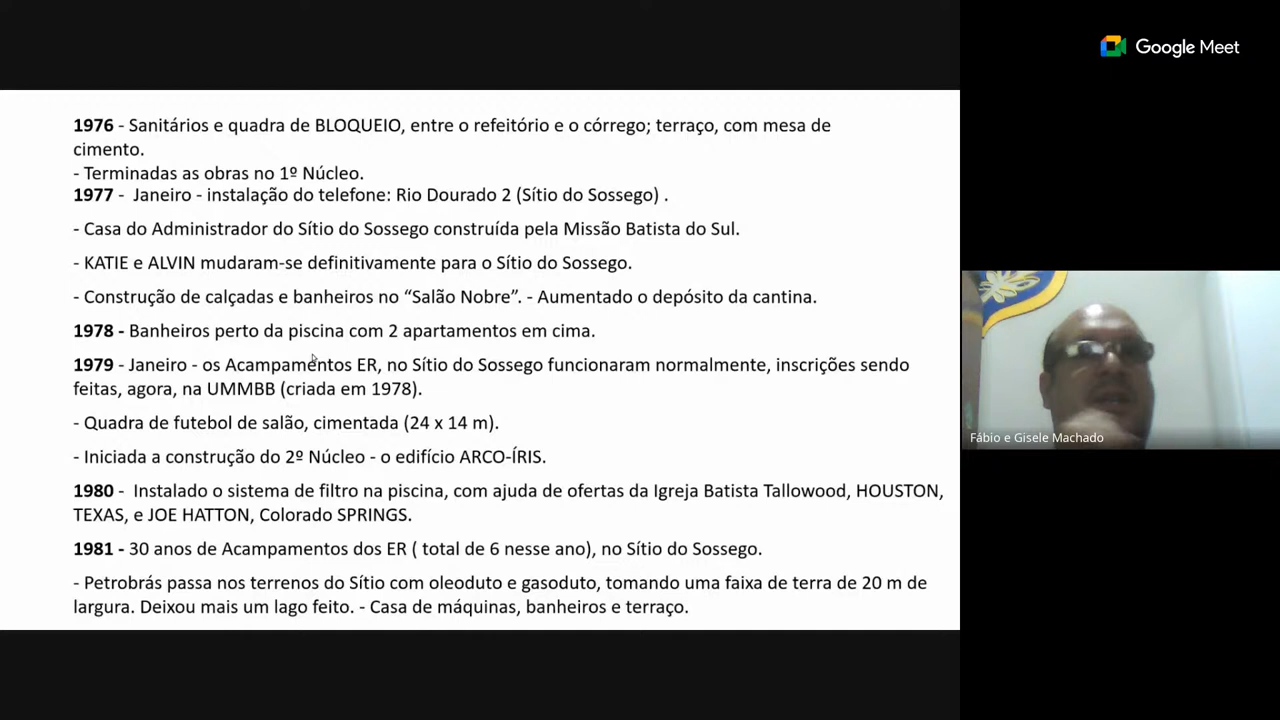 Google Meet
1976 - Sanitários e quadra de BLOQUEIO, entre o refeitório e o córrego; terraço, com mesa de
cimento.
- Terminadas as obras no 1º Núcleo.
1977 - Janeiro - instalação do telefone: Rio Dourado 2 (Sítio do Sossego) .
- Casa do Administrador do Sítio do Sossego construída pela Missão Batista do Sul.
- KATIE e ALVIN mudaram-se definitivamente para o Sítio do Sossego.
- Construção de calçadas e banheiros no “Salão Nobre”. - Aumentado o depósito da cantina.
1978 - Banheiros perto da piscina com 2 apartamentos em cima.
1979 - Janeiro - os Acampamentos ER, no Sítio do Sossego funcionaram normalmente, inscrições sendo
feitas, agora, na UMMBB (criada em 1978).
- Quadra de futebol de salão, cimentada (24 x 14 m).
- Iniciada a construção do 2º Núcleo - o edifício ARCO-ÍRIS.
1980 - Instalado o sistema de filtro na piscina, com ajuda de ofertas da Igreja Batista Tallowood, HOUSTON,
TEXAS, e JOE HATTON, Colorado SPRINGS.
1981 - 30 anos de Acampamentos dos ER ( total de 6 nesse ano), no Sítio do Sossego.
- Petrobrás passa nos terrenos do Sítio com oleoduto e gasoduto, tomando uma faixa de terra de 20 m de
largura. Deixou mais um lago feito. - Casa de máquinas, banheiros e terraço.
Fábio e Gisele Machado